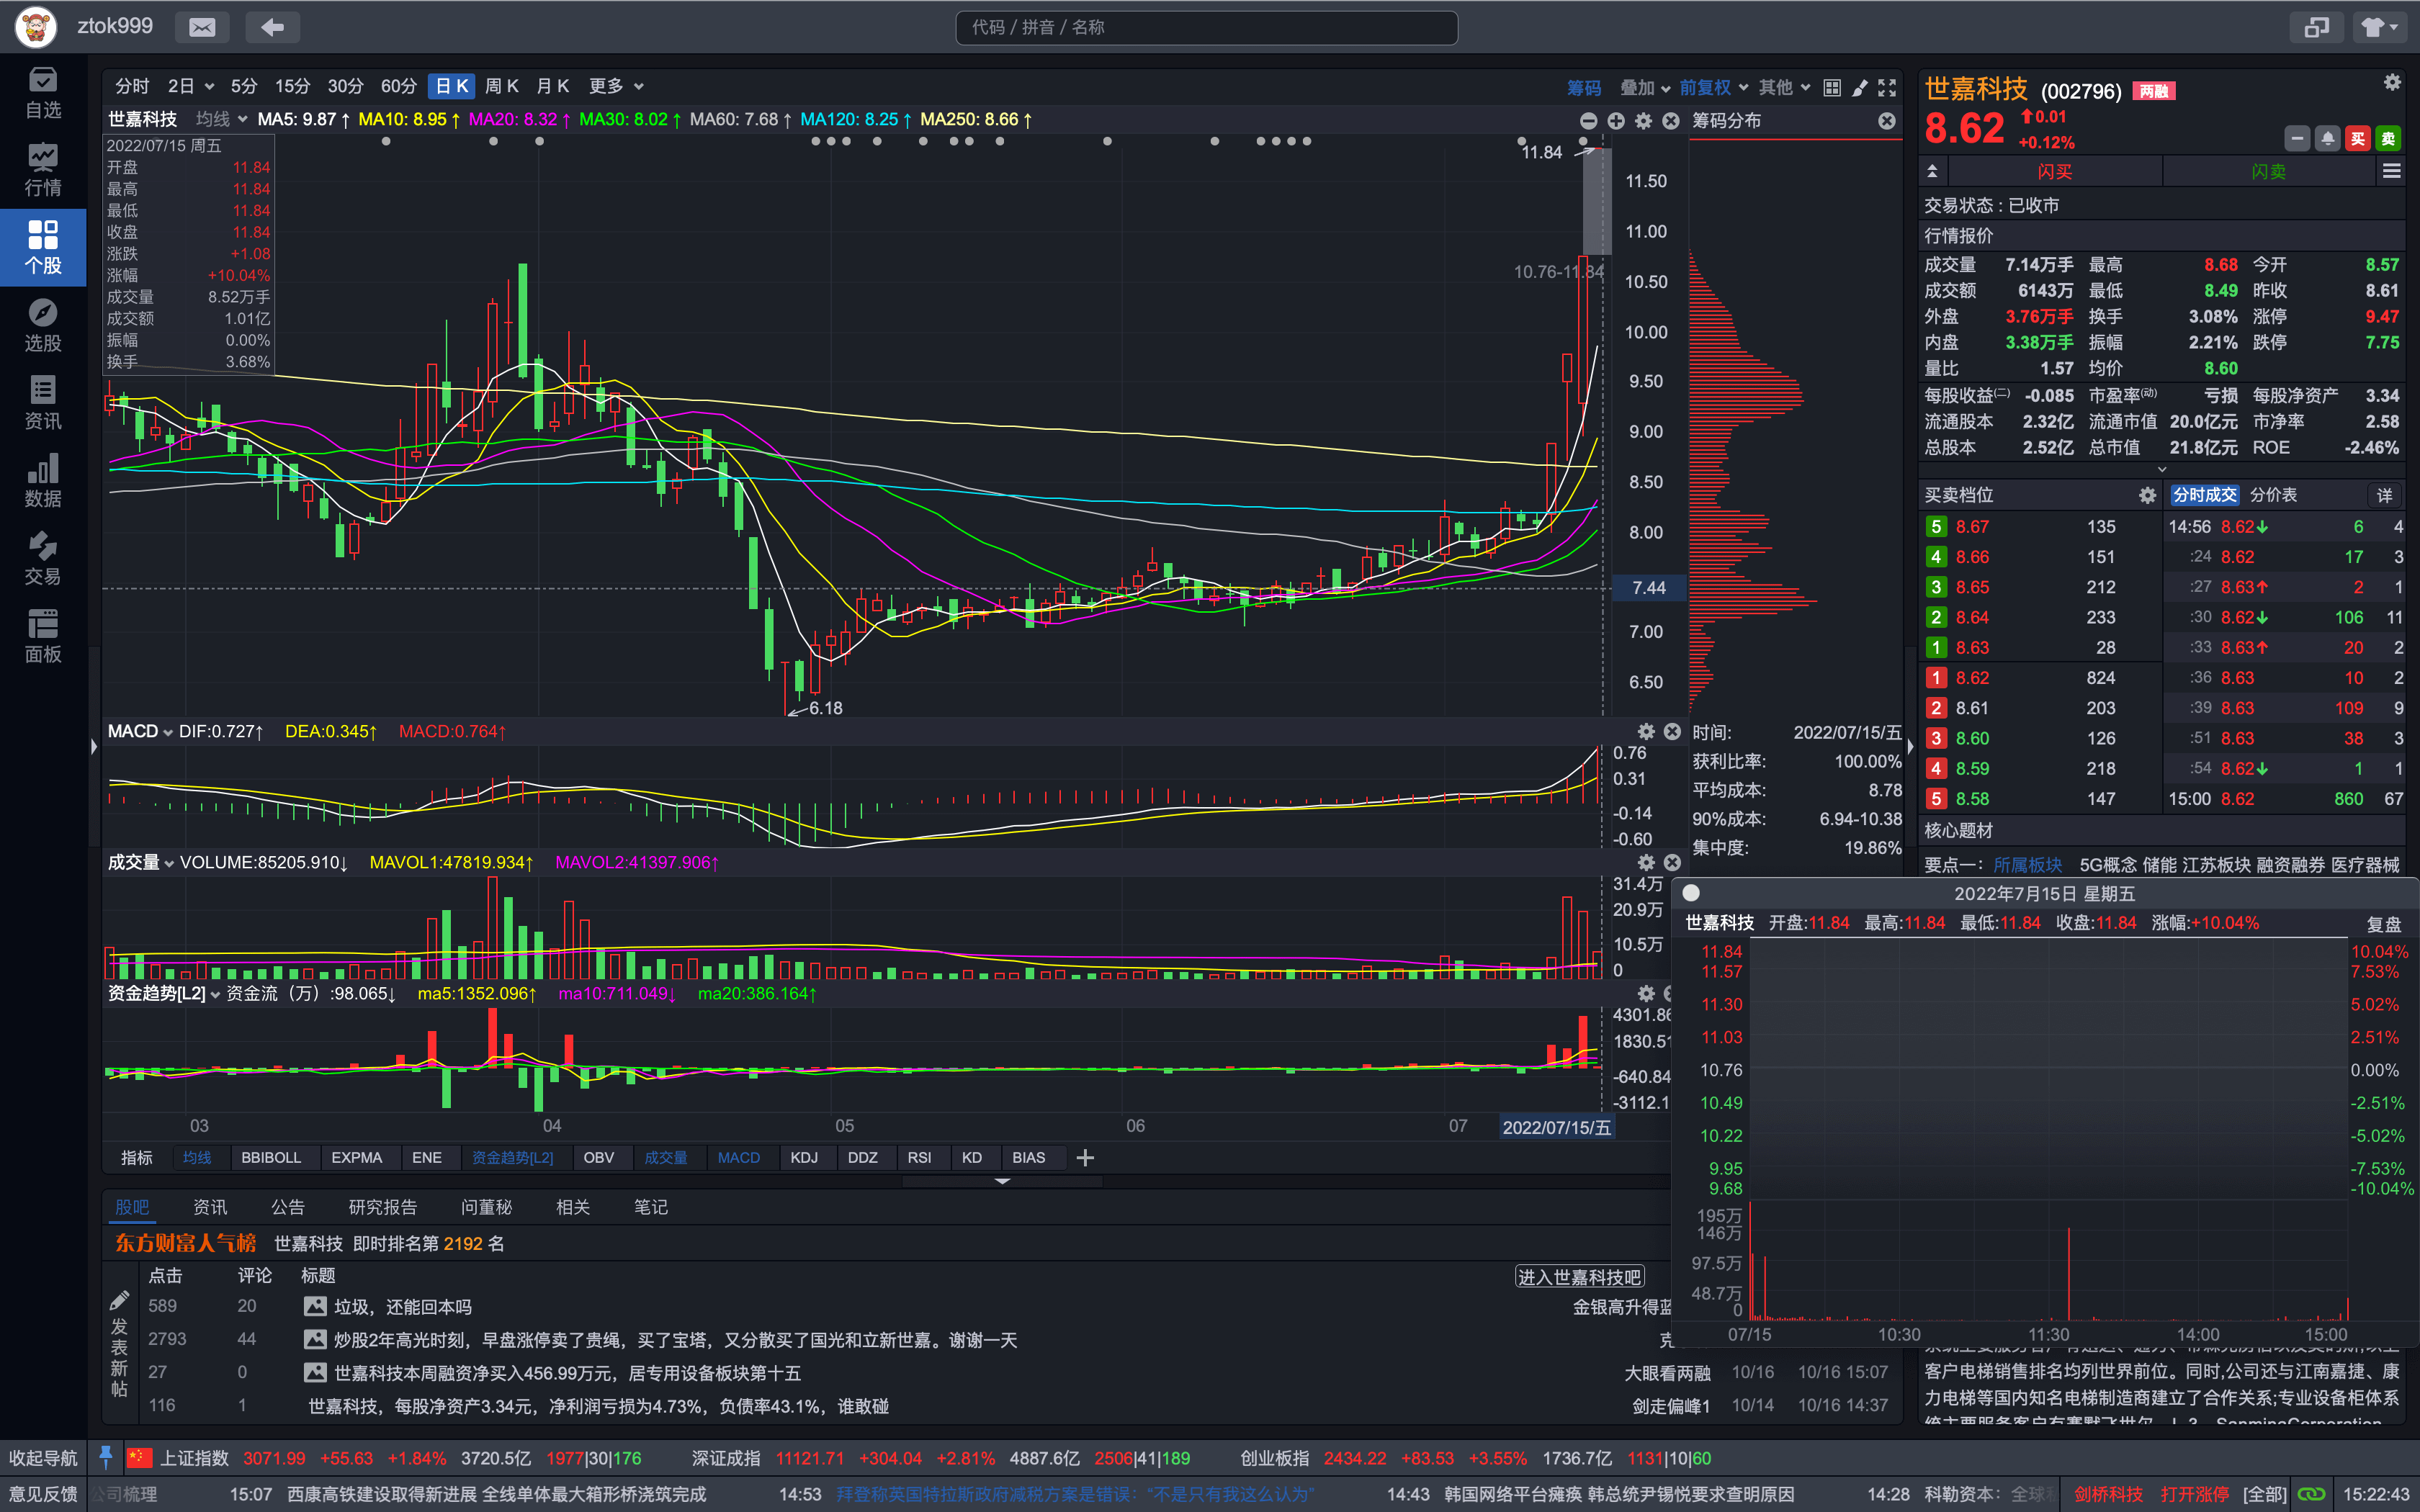 ztok999
代码 / 拼音 / 名称
自选
行情
个股
选股
资讯
数据
交易
面板
分时 2日 5分 15分 30分 60分 日K 周K 月K 更多
筹码 叠加 前复权 其他
世嘉科技 均线 MA5: 9.87↑ MA10: 8.95↑ MA20: 8.32↑ MA30: 8.02↑ MA60: 7.68↑ MA120: 8.25↑ MA250: 8.66↑
筹码分布
2022/07/15 周五
开盘 11.84
最高 11.84
最低 11.84
收盘 11.84
涨跌 +1.08
涨幅 +10.04%
成交量 8.52万手
成交额 1.01亿
振幅 0.00%
换手 3.68%
11.84
10.76-11.84
6.18
11.50
11.00
10.50
10.00
9.50
9.00
8.50
8.00
7.44
7.00
6.50
MACD DIF:0.727↑ DEA:0.345↑ MACD:0.764↑
0.76
0.31
-0.14
-0.60
成交量 VOLUME:85205.910↓ MAVOL1:47819.934↑ MAVOL2:41397.906↑
31.4万
20.9万
10.5万
0
资金趋势[L2] 资金流（万）:98.065↓ ma5:1352.096↑ ma10:711.049↓ ma20:386.164↑
4301.86
1830.51
-640.84
-3112.1
03 04 05 06 07 2022/07/15/五
指标 均线 BBIBOLL EXPMA ENE 资金趋势[L2] OBV 成交量 MACD KDJ DDZ RSI KD BIAS
时间: 2022/07/15/五
获利比率: 100.00%
平均成本: 8.78
90%成本: 6.94-10.38
集中度: 19.86%
世嘉科技 (002796) 两融
8.62 0.01
+0.12%
买 卖
闪买 闪卖
交易状态：已收市
行情报价
成交量 7.14万手 最高 8.68 今开 8.57
成交额 6143万 最低 8.49 昨收 8.61
外盘 3.76万手 换手 3.08% 涨停 9.47
内盘 3.38万手 振幅 2.21% 跌停 7.75
量比 1.57 均价 8.60
每股收益(二) -0.085 市盈率(动) 亏损 每股净资产 3.34
流通股本 2.32亿 流通市值 20.0亿元 市净率 2.58
总股本 2.52亿 总市值 21.8亿元 ROE -2.46%
买卖档位
分时成交 分价表 详
5 8.67 135
4 8.66 151
3 8.65 212
2 8.64 233
1 8.63 28
1 8.62 824
2 8.61 203
3 8.60 126
4 8.59 218
5 8.58 147
14:56 8.62↓ 6 4
:24 8.62 17 3
:27 8.63↑ 2 1
:30 8.62↓ 106 11
:33 8.63↑ 20 2
:36 8.63 10 2
:39 8.63 109 9
:51 8.63 38 3
:54 8.62↓ 1 1
15:00 8.62 860 67
核心题材
要点一： 所属板块 5G概念 储能 江苏板块 融资融券 医疗器械
2022年7月15日 星期五
世嘉科技 开盘:11.84 最高:11.84 最低:11.84 收盘:11.84 涨幅:+10.04%
复盘
11.84 10.04%
11.57 7.53%
11.30 5.02%
11.03 2.51%
10.76 0.00%
10.49 -2.51%
10.22 -5.02%
9.95 -7.53%
9.68 -10.04%
195万
146万
97.5万
48.7万
0
07/15 10:30 11:30 14:00 15:00
客户电梯销售排名均列世界前位。同时,公司还与江南嘉捷、康
力电梯等国内知名电梯制造商建立了合作关系;专业设备柜体系
股吧 资讯 公告 研究报告 问董秘 相关 笔记
东方财富人气榜 世嘉科技 即时排名第 2192 名
点击 评论 标题
进入世嘉科技吧
发表新帖
589 20 垃圾，还能回本吗 金银高升得蓝
2793 44 炒股2年高光时刻，早盘涨停卖了贵绳，买了宝塔，又分散买了国光和立新世嘉。谢谢一天
27 0 世嘉科技本周融资净买入456.99万元，居专用设备板块第十五 大眼看两融 10/16 10/16 15:07
116 1 世嘉科技，每股净资产3.34元，净利润亏损为4.73%，负债率43.1%，谁敢碰 剑走偏峰1 10/14 10/16 14:37
收起导航 上证指数 3071.99 +55.63 +1.84% 3720.5亿 1977|30|176 深证成指 11121.71 +304.04 +2.81% 4887.6亿 2506|41|189 创业板指 2434.22 +83.53 +3.55% 1736.7亿 1131|10|60
意见反馈 公司梳理 15:07 西康高铁建设取得新进展 全线单体最大箱形桥浇筑完成 14:53 拜登称英国特拉斯政府减税方案是错误：“不是只有我这么认为” 14:43 韩国网络平台瘫痪 韩总统尹锡悦要求查明原因 14:28 科勒资本：全球 剑桥科技 打开涨停 [全部] 15:22:43